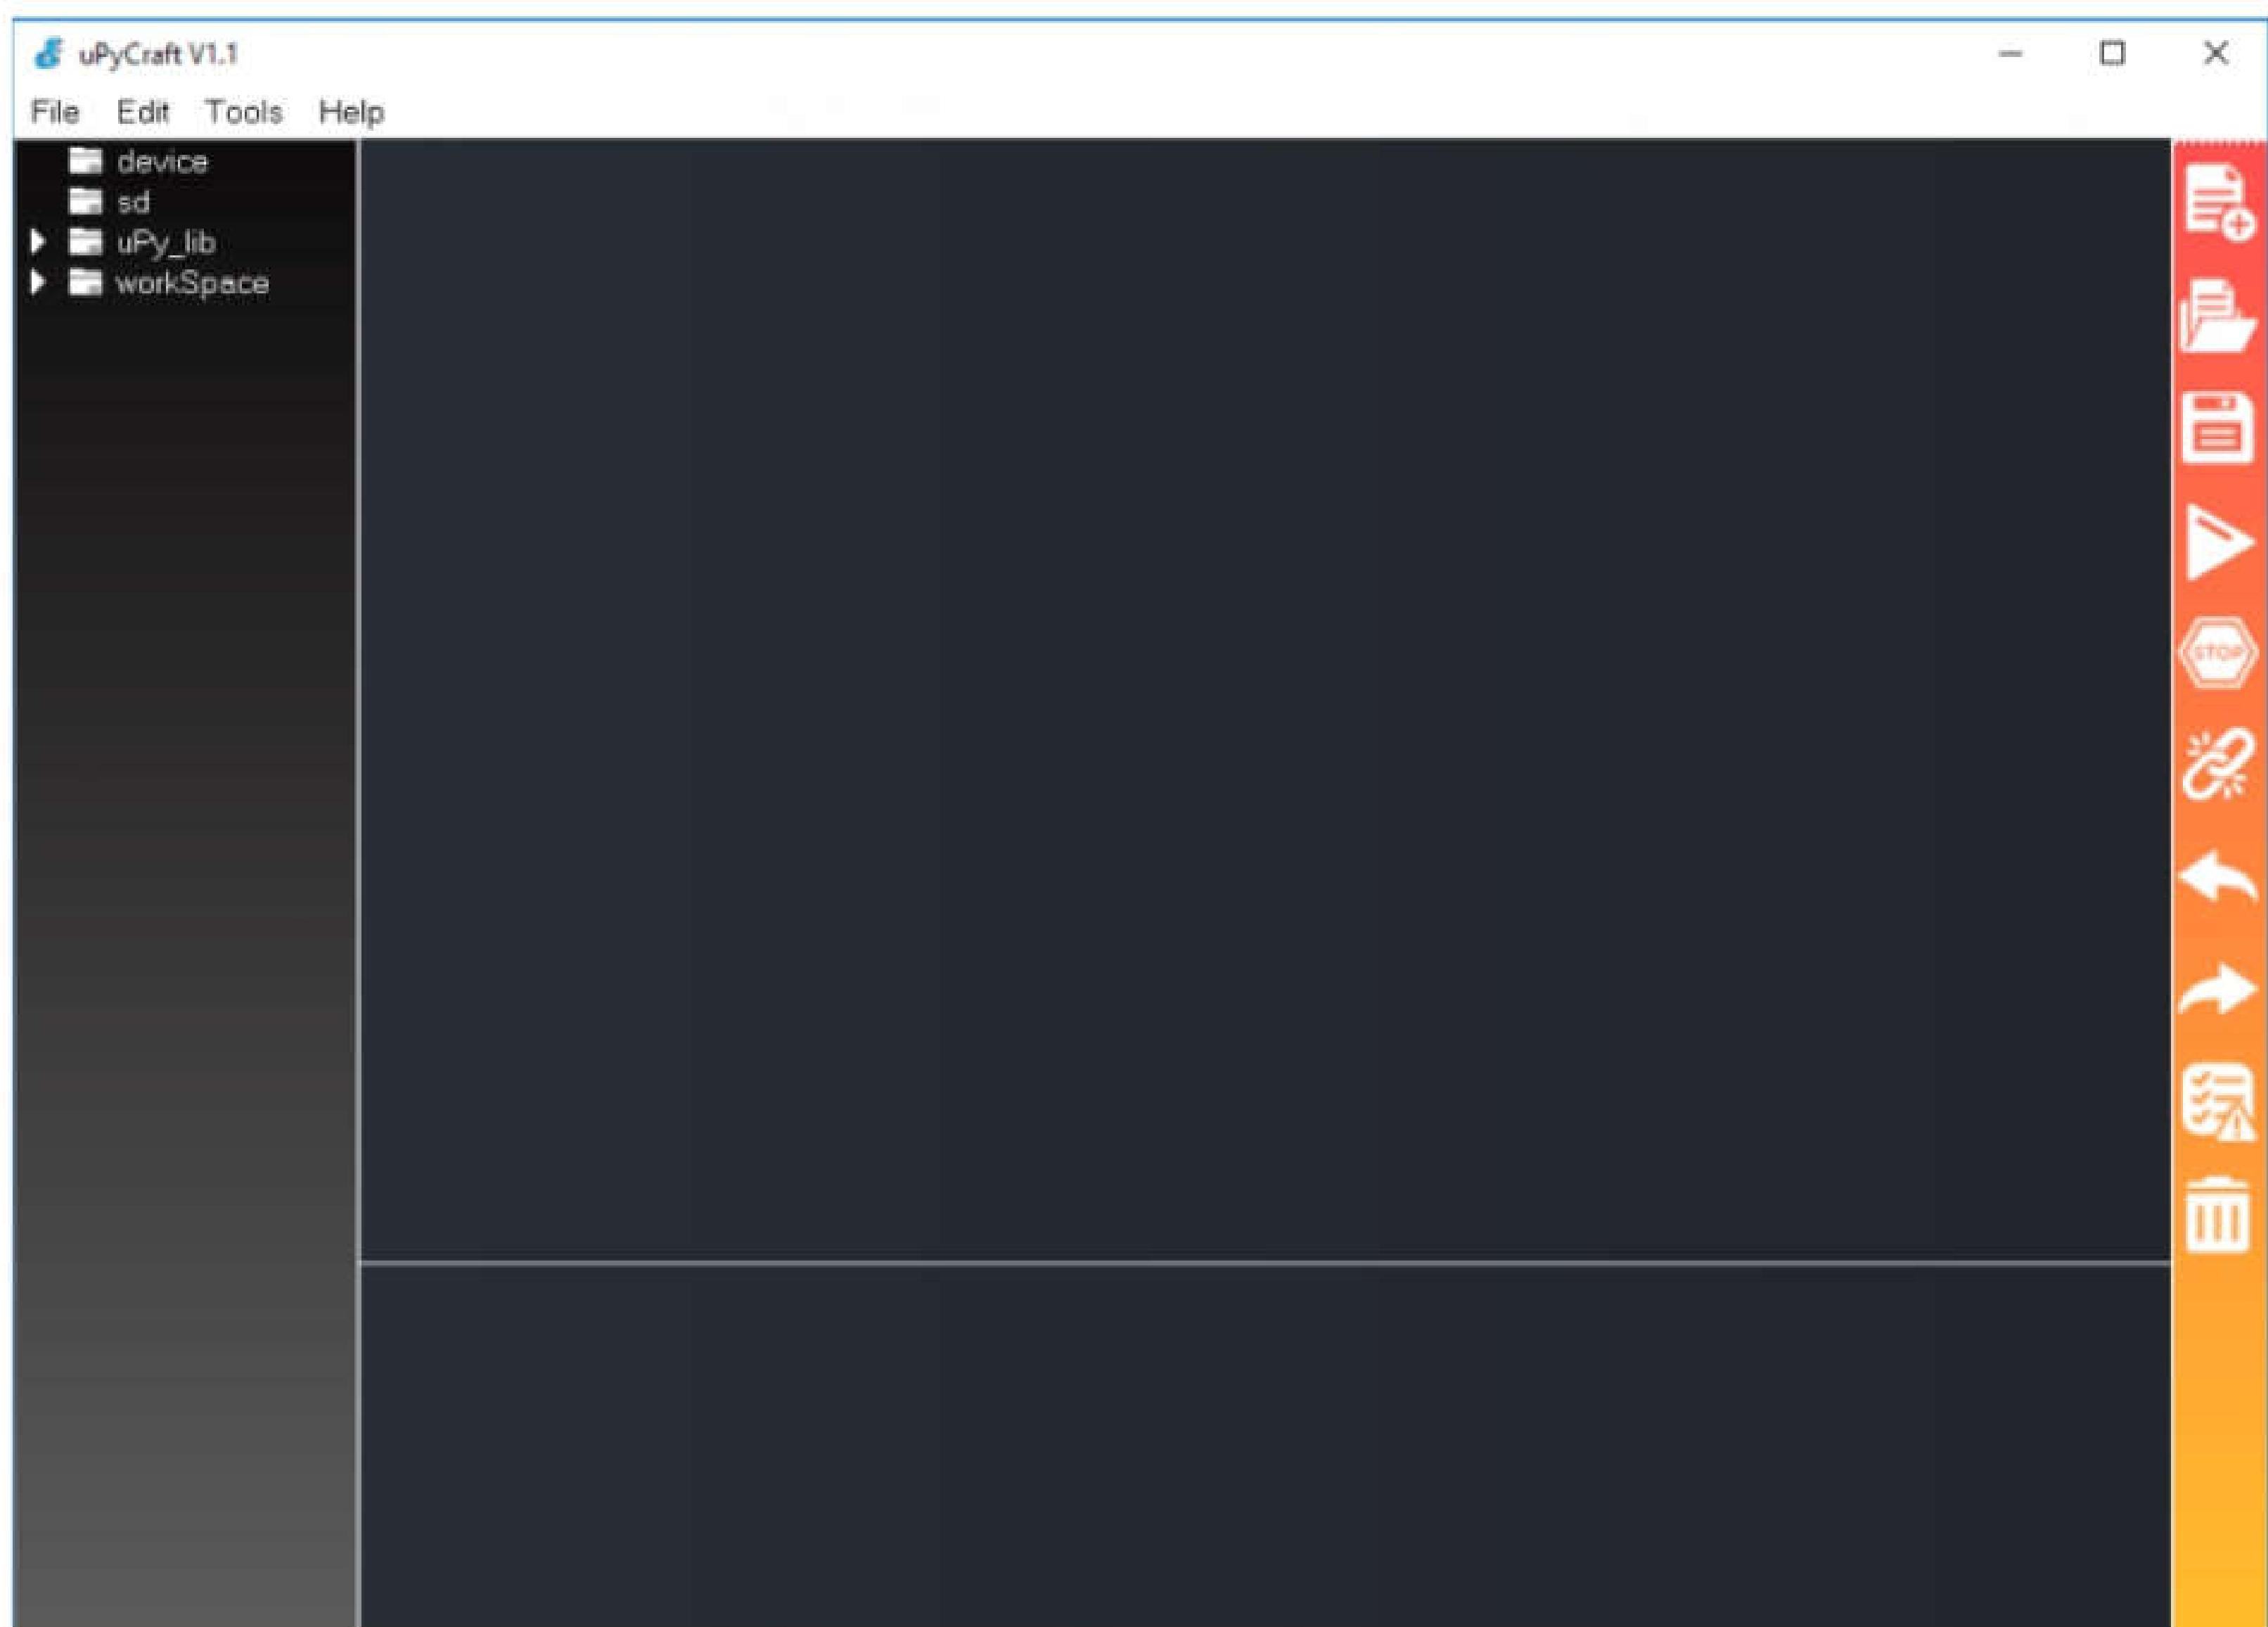 uPyCraft V1.1
File Edit Tools Help
device
sd
uPy_lib
workSpace
STOP